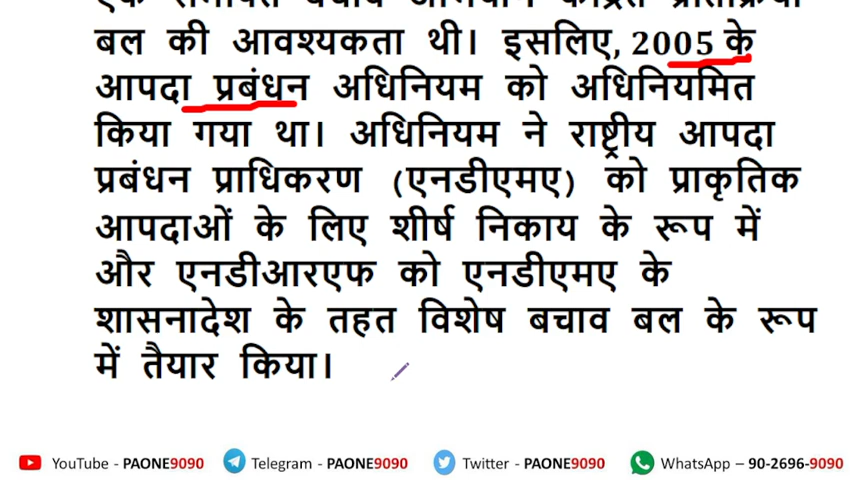 बल की आवश्यकता थी। इसलिए, 2005 के
आपदा प्रबंधन अधिनियम को अधिनियमित
किया गया था। अधिनियम ने राष्ट्रीय आपदा
प्रबंधन प्राधिकरण (एनडीएमए) को प्राकृतिक
आपदाओं के लिए शीर्ष निकाय के रूप में
और एनडीआरएफ को एनडीएमए के
शासनादेश के तहत विशेष बचाव बल के रूप
में तैयार किया।
YouTube - PAONE9090 Telegram - PAONE9090 Twitter - PAONE9090 WhatsApp – 90-2696-9090